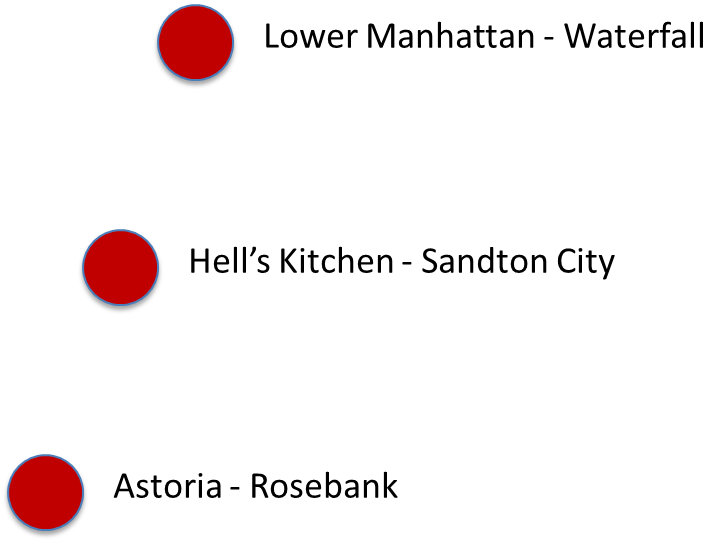 Lower Manhattan - Waterfall
Hell’s Kitchen - Sandton City
Astoria - Rosebank